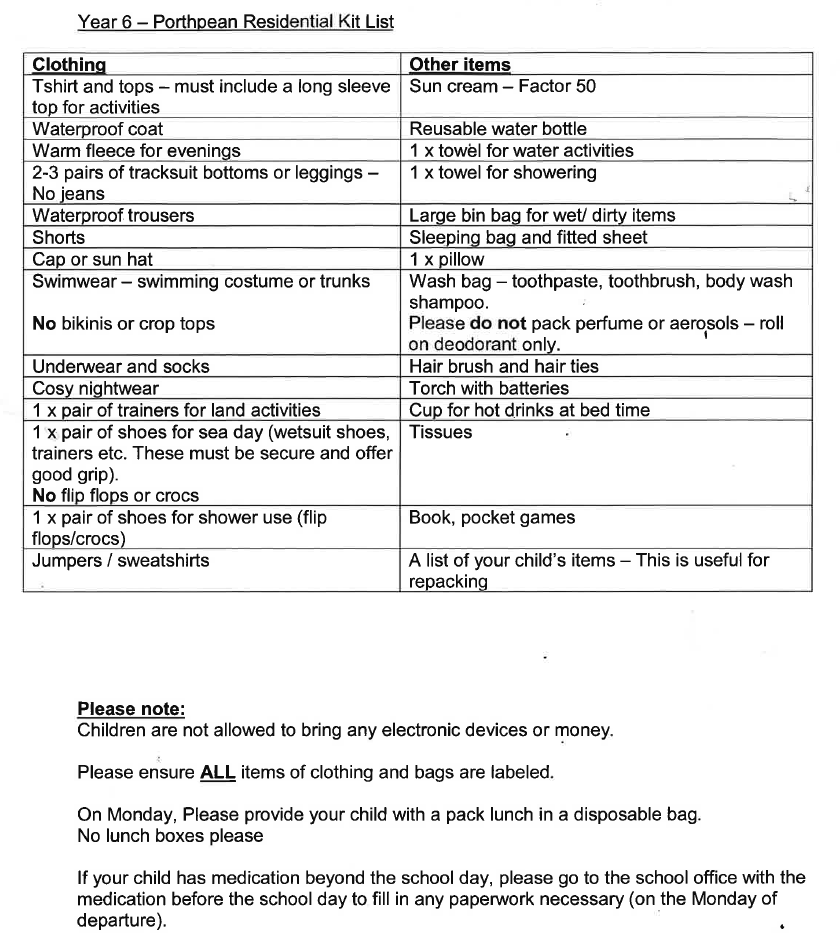 Year 6 – Porthpean Residential Kit List
Clothing
Other items
Tshirt and tops – must include a long sleeve
top for activities
Sun cream – Factor 50
Waterproof coat
Reusable water bottle
Warm fleece for evenings
1 x towel for water activities
2-3 pairs of tracksuit bottoms or leggings –
No jeans
1 x towel for showering
Waterproof trousers
Large bin bag for wet/ dirty items
Shorts
Sleeping bag and fitted sheet
Cap or sun hat
1 x pillow
Swimwear – swimming costume or trunks
No bikinis or crop tops
Wash bag – toothpaste, toothbrush, body wash
shampoo.
Please do not pack perfume or aerosols – roll
on deodorant only.
Underwear and socks
Hair brush and hair ties
Cosy nightwear
Torch with batteries
1 x pair of trainers for land activities
Cup for hot drinks at bed time
1 x pair of shoes for sea day (wetsuit shoes,
trainers etc. These must be secure and offer
good grip).
No flip flops or crocs
Tissues
1 x pair of shoes for shower use (flip
flops/crocs)
Book, pocket games
Jumpers / sweatshirts
A list of your child's items – This is useful for
repacking
Please note:
Children are not allowed to bring any electronic devices or money.
Please ensure ALL items of clothing and bags are labeled.
On Monday, Please provide your child with a pack lunch in a disposable bag.
No lunch boxes please
If your child has medication beyond the school day, please go to the school office with the
medication before the school day to fill in any paperwork necessary (on the Monday of
departure).